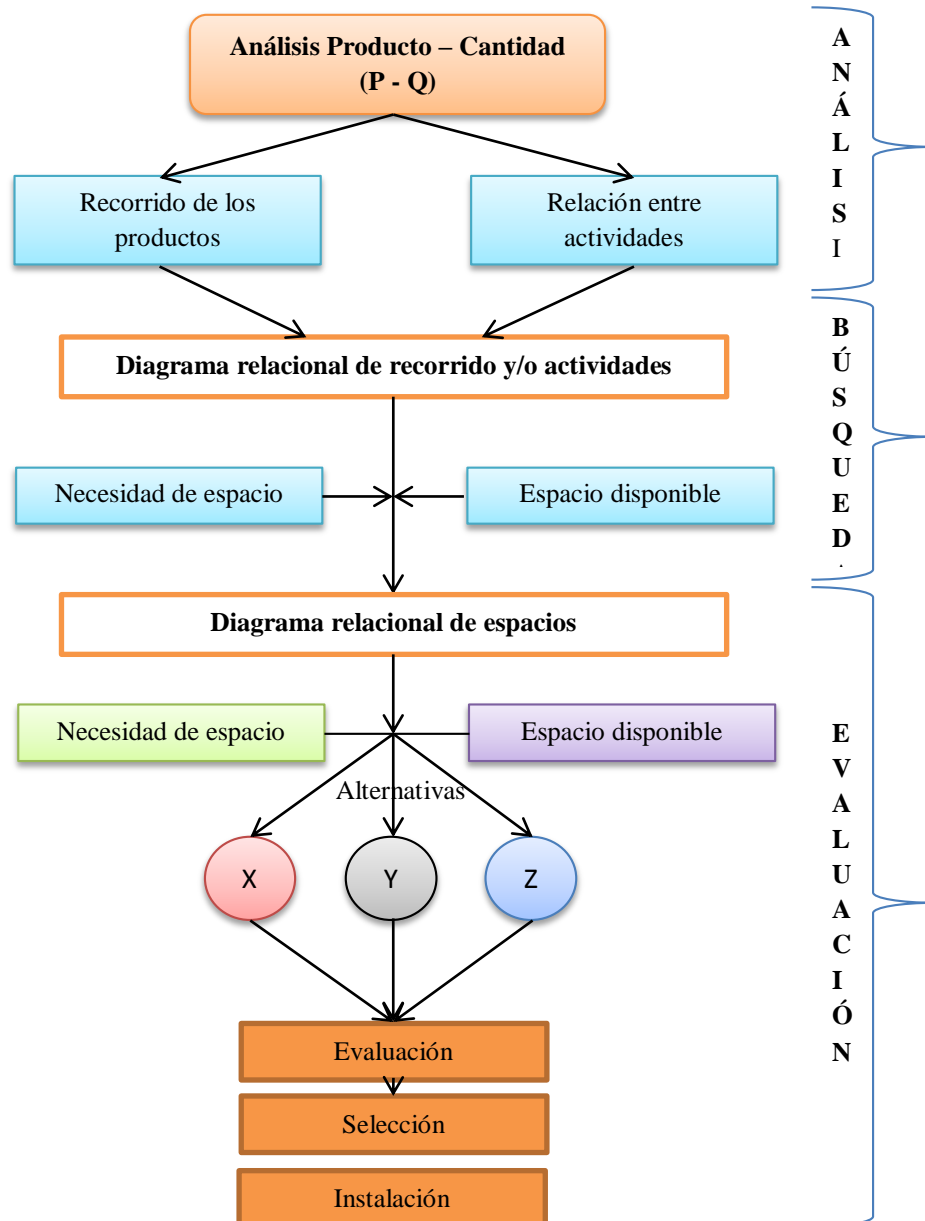 Análisis Producto – Cantidad
(P - Q)
Recorrido de los
productos
Relación entre
actividades
Diagrama relacional de recorrido y/o actividades
Necesidad de espacio
Espacio disponible
Diagrama relacional de espacios
Necesidad de espacio
Espacio disponible
Alternativas
X
Y
Z
Evaluación
Selección
Instalación
A
N
Á
L
I
S
I
B
Ú
S
Q
U
E
D
E
V
A
L
U
A
C
I
Ó
N